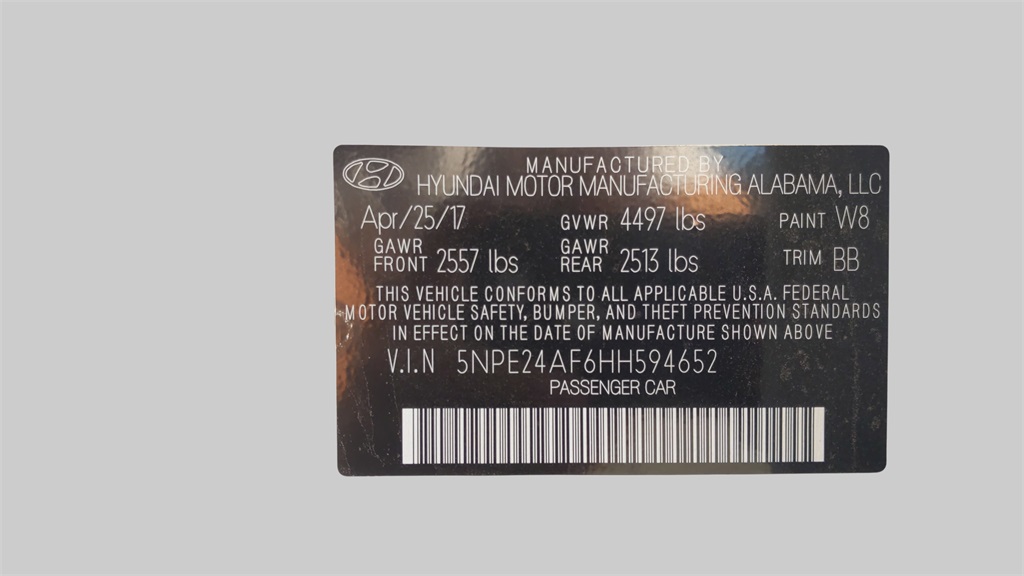 MANUFACTURED BY
HYUNDAI MOTOR MANUFACTURING ALABAMA, LLC
Apr/25/17 GVWR 4497 lbs PAINT W8
GAWR FRONT 2557 lbs GAWR REAR 2513 lbs TRIM BB
THIS VEHICLE CONFORMS TO ALL APPLICABLE U.S.A. FEDERAL
MOTOR VEHICLE SAFETY, BUMPER, AND THEFT PREVENTION STANDARDS
IN EFFECT ON THE DATE OF MANUFACTURE SHOWN ABOVE
V.I.N 5NPE24AF6HH594652
PASSENGER CAR